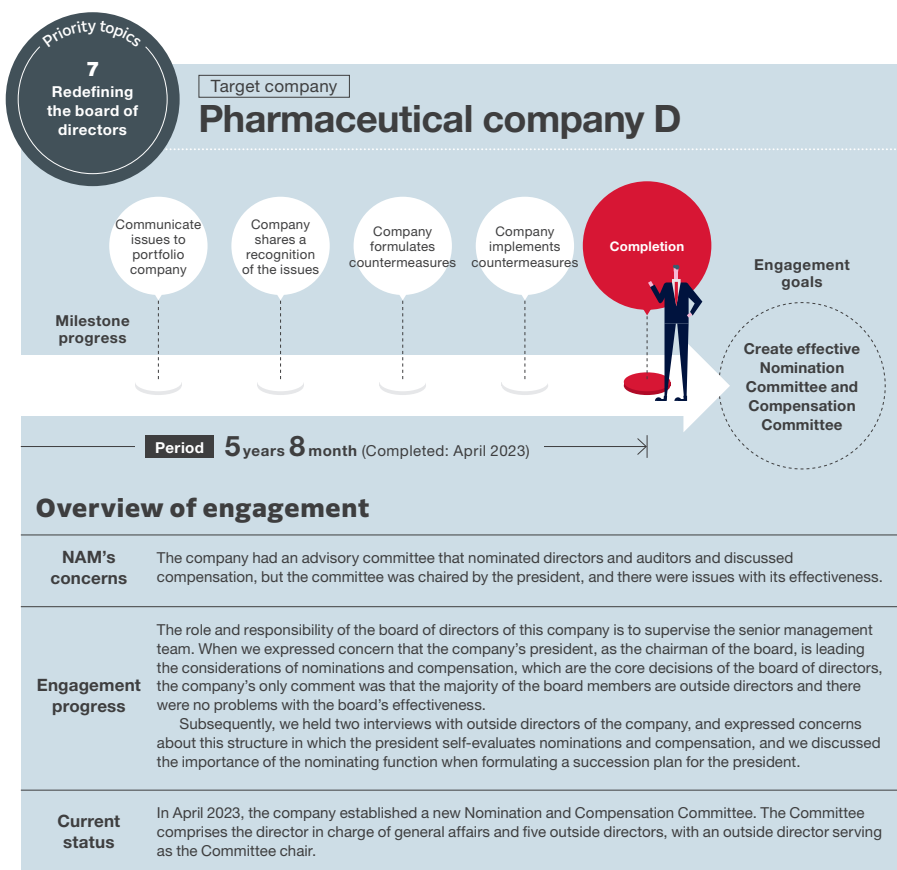 Priority topics
7
Redefining
the board of
directors
Target company
Pharmaceutical company D
Communicate
issues to
portfolio
company
Company
shares a
recognition
of the issues
Company
formulates
countermeasures
Company
implements
countermeasures
Completion
Engagement
goals
Milestone
progress
Create effective
Nomination
Committee and
Compensation
Committee
Period 5 years 8 month (Completed: April 2023)
Overview of engagement
NAM's
concerns
The company had an advisory committee that nominated directors and auditors and discussed
compensation, but the committee was chaired by the president, and there were issues with its effectiveness.
Engagement
progress
The role and responsibility of the board of directors of this company is to supervise the senior management
team. When we expressed concern that the company's president, as the chairman of the board, is leading
the considerations of nominations and compensation, which are the core decisions of the board of directors,
the company's only comment was that the majority of the board members are outside directors and there
were no problems with the board's effectiveness.
Subsequently, we held two interviews with outside directors of the company, and expressed concerns
about this structure in which the president self-evaluates nominations and compensation, and we discussed
the importance of the nominating function when formulating a succession plan for the president.
Current
status
In April 2023, the company established a new Nomination and Compensation Committee. The Committee
comprises the director in charge of general affairs and five outside directors, with an outside director serving
as the Committee chair.